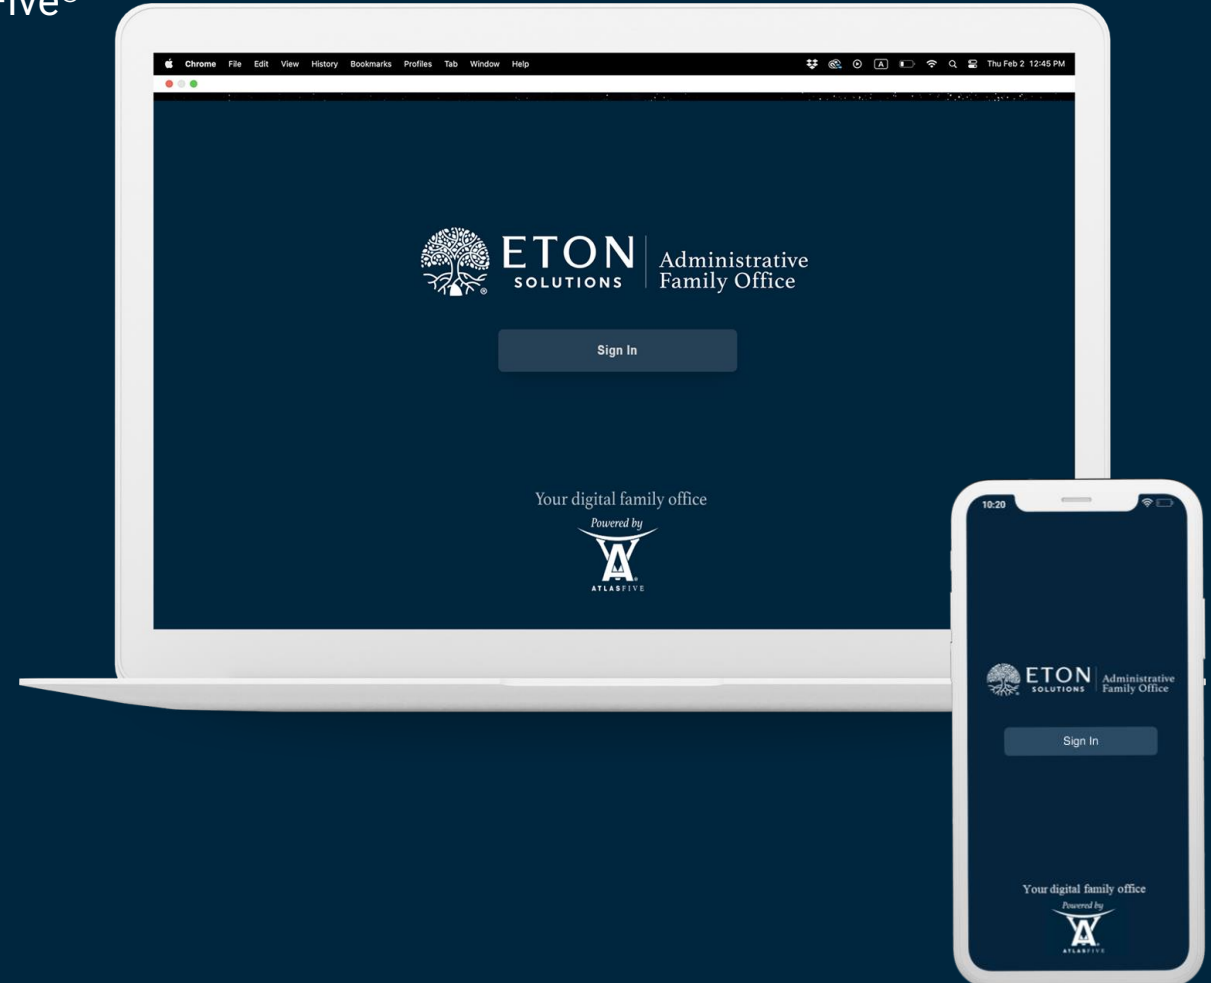 Five®
Chrome File Edit View History Bookmarks Profiles Tab Window Help
A
Thu Feb 2 12:45 PM
ETON
SOLUTIONS
®
Administrative
Family Office
Sign In
Your digital family office
Powered by
A®
ATLASFIVE
10:20
ETON
SOLUTIONS
Administrative
Family Office
Sign In
Your digital family office
Powered by
A
ATLASFIVE